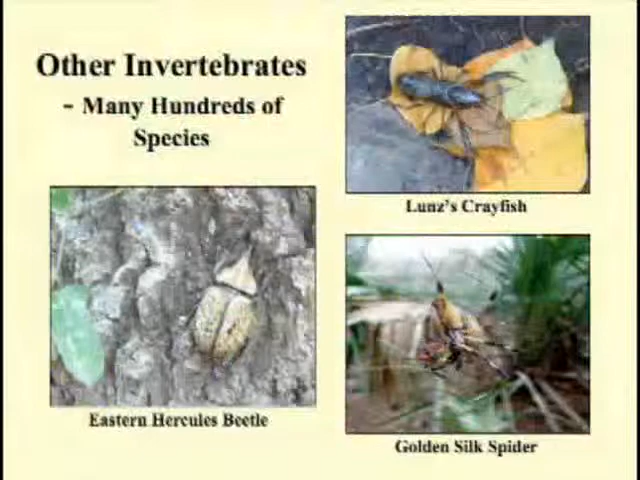 Other Invertebrates
- Many Hundreds of
Species
Lunz's Crayfish
Eastern Hercules Beetle
Golden Silk Spider